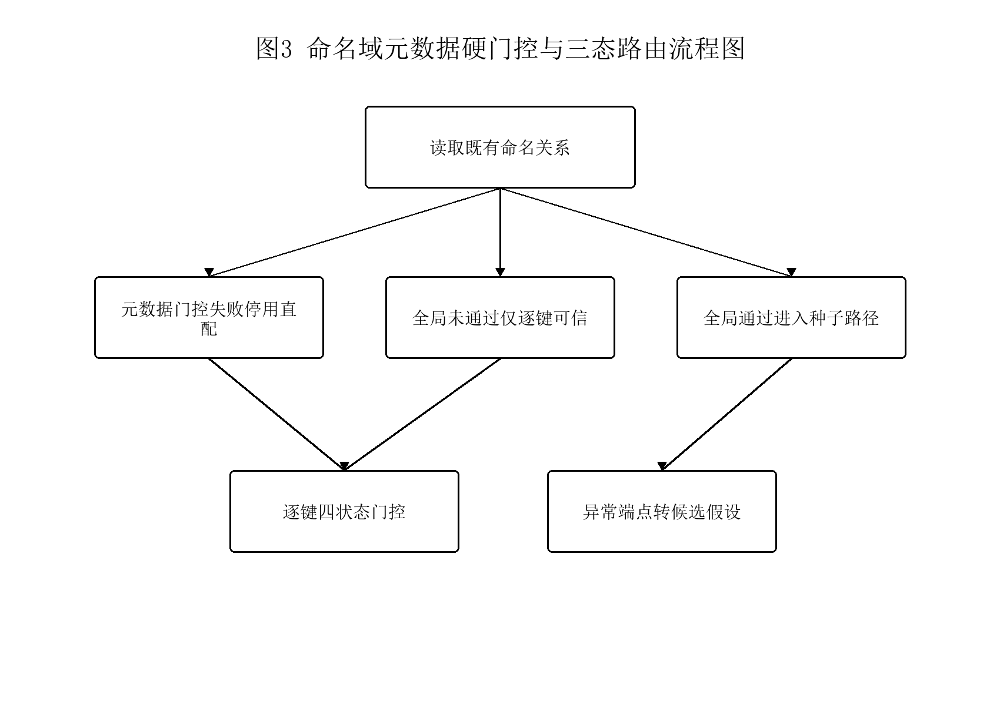 图3 命名域元数据硬门控与三态路由流程图
读取既有命名关系
元数据门控失败停用直
配
全局未通过仅逐键可信
全局通过进入种子路径
逐键四状态门控
异常端点转候选假设